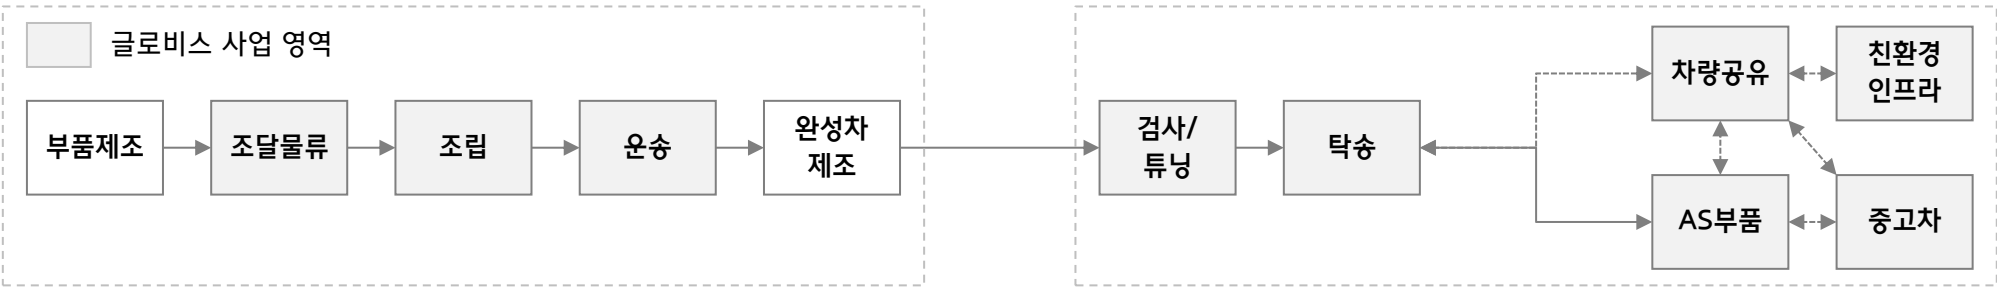 글로비스 사업 영역
부품제조
조달물류
조립
운송
완성차
제조
검사/
튜닝
탁송
차량공유
친환경
인프라
AS부품
중고차